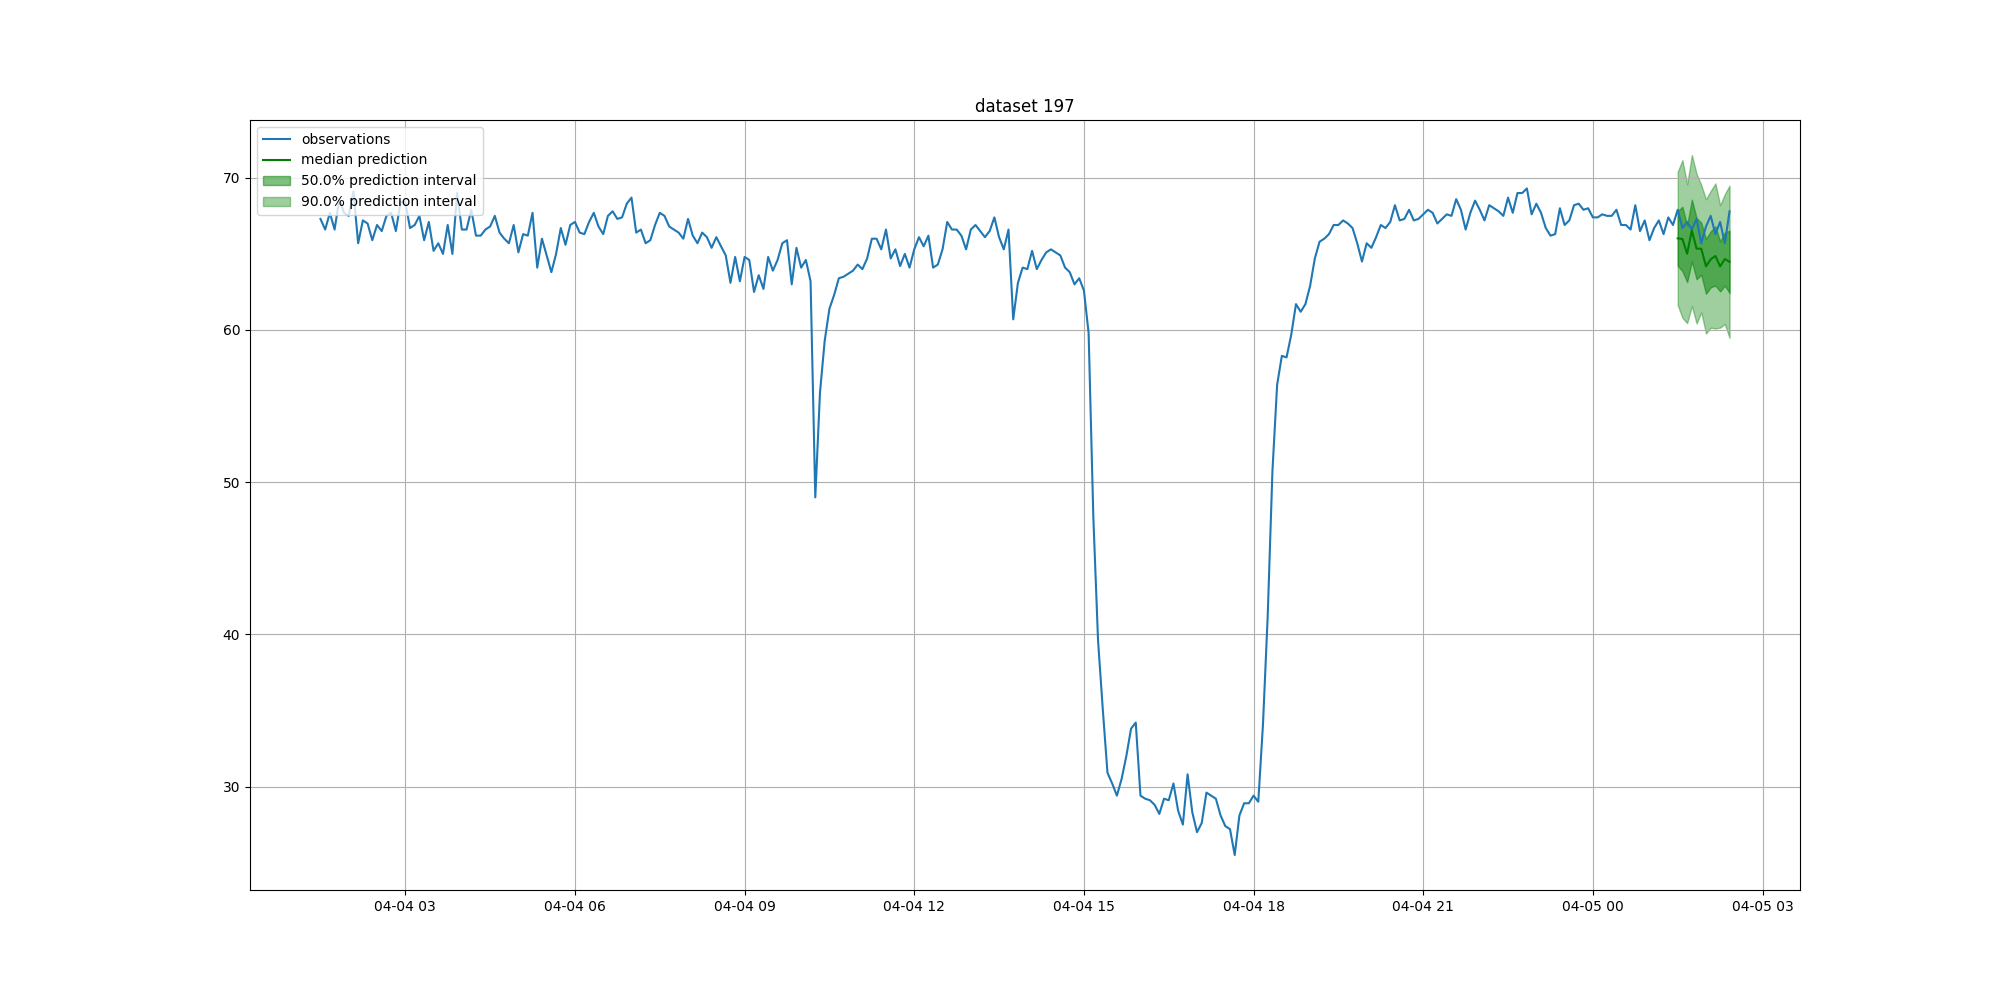 dataset 197
observations
median prediction
50.0% prediction interval
90.0% prediction interval
70
60
50
40
30
04-04 03
04-04 06
04-04 09
04-04 12
04-04 15
04-04 18
04-04 21
04-05 00
04-05 03